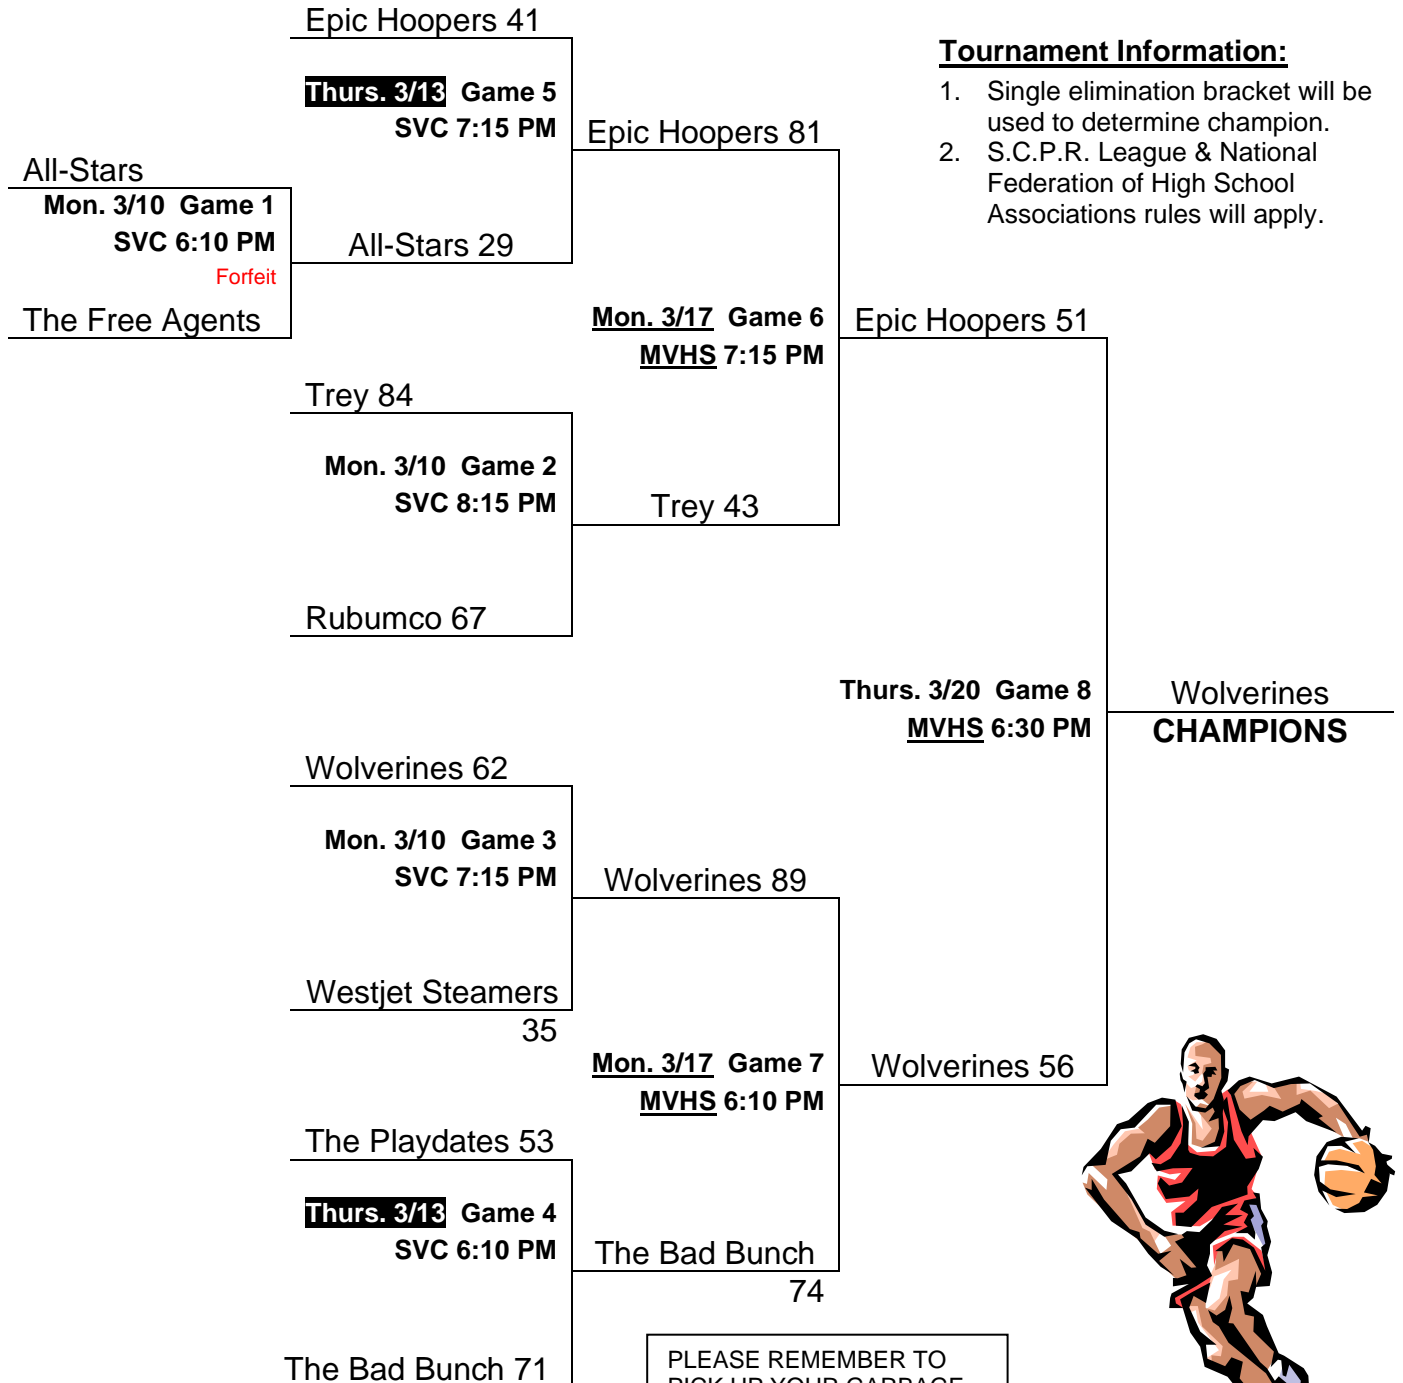 Epic Hoopers 41
Tournament Information:
1. Single elimination bracket will be
used to determine champion.
2. S.C.P.R. League & National
Federation of High School
Associations rules will apply.
Thurs. 3/13 Game 5
SVC 7:15 PM
Epic Hoopers 81
All-Stars
Mon. 3/10 Game 1
SVC 6:10 PM
Forfeit
All-Stars 29
The Free Agents
Mon. 3/17 Game 6
MVHS 7:15 PM
Epic Hoopers 51
Trey 84
Mon. 3/10 Game 2
SVC 8:15 PM
Trey 43
Rubumco 67
Thurs. 3/20 Game 8
MVHS 6:30 PM
Wolverines
CHAMPIONS
Wolverines 62
Mon. 3/10 Game 3
SVC 7:15 PM
Wolverines 89
Westjet Steamers
35
Mon. 3/17 Game 7
MVHS 6:10 PM
Wolverines 56
The Playdates 53
Thurs. 3/13 Game 4
SVC 6:10 PM
The Bad Bunch
74
The Bad Bunch 71
PLEASE REMEMBER TO
PICK UP YOUR GARBAGE